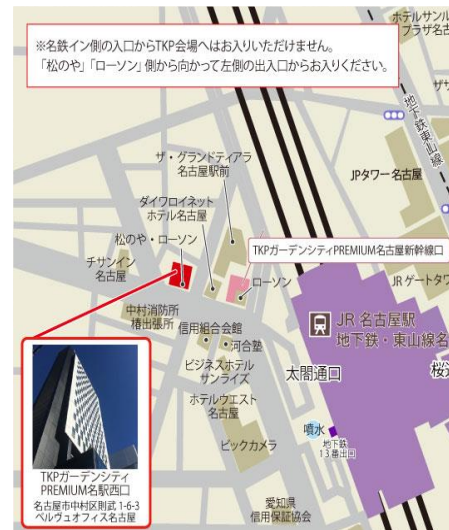 ホテルサンル
プラザ名古
※名鉄イン側の入口からTKP会場へはお入りいただけません。
「松のや」「ローソン」側から向かって左側の出入口からお入りください。
ザサ
地下鉄東山線
ザ・グランドティアラ
名古屋駅前
JPタワー名古屋
ダイワロイネット
ホテル名古屋
松のや・ローソン
TKPガーデンシティPREMIUM名古屋新幹線口
チサンイン
名古屋
ローソン
JRゲートタワ
中村消防所
椿出張所
信用組合会館
河合塾
JR 名古屋駅
地下鉄・東山線名
ビジネスホテル
サンライズ
太閤通口
桜通
ホテルウエスト
名古屋
噴水
地下鉄
13番出口
ビックカメラ
TKPガーデンシティ
PREMIUM名駅西口
名古屋市中村区則武 1-6-3
ベルヴュオフィス名古屋
愛知県
信用保証協会